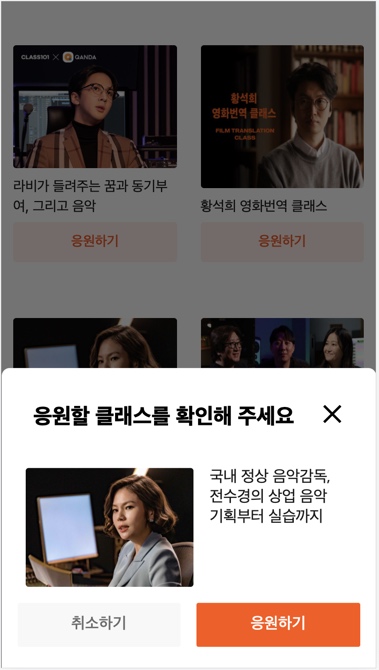 CLASS101 X QANDA
라비가 들려주는 꿈과 동기부
여, 그리고 음악
응원하기
황석희
영화번역 클래스
FILM TRANSLATION
CLASS
황석희 영화번역 클래스
응원하기
응원할 클래스를 확인해 주세요
국내 정상 음악감독,
전수경의 상업 음악
기획부터 실습까지
취소하기
응원하기